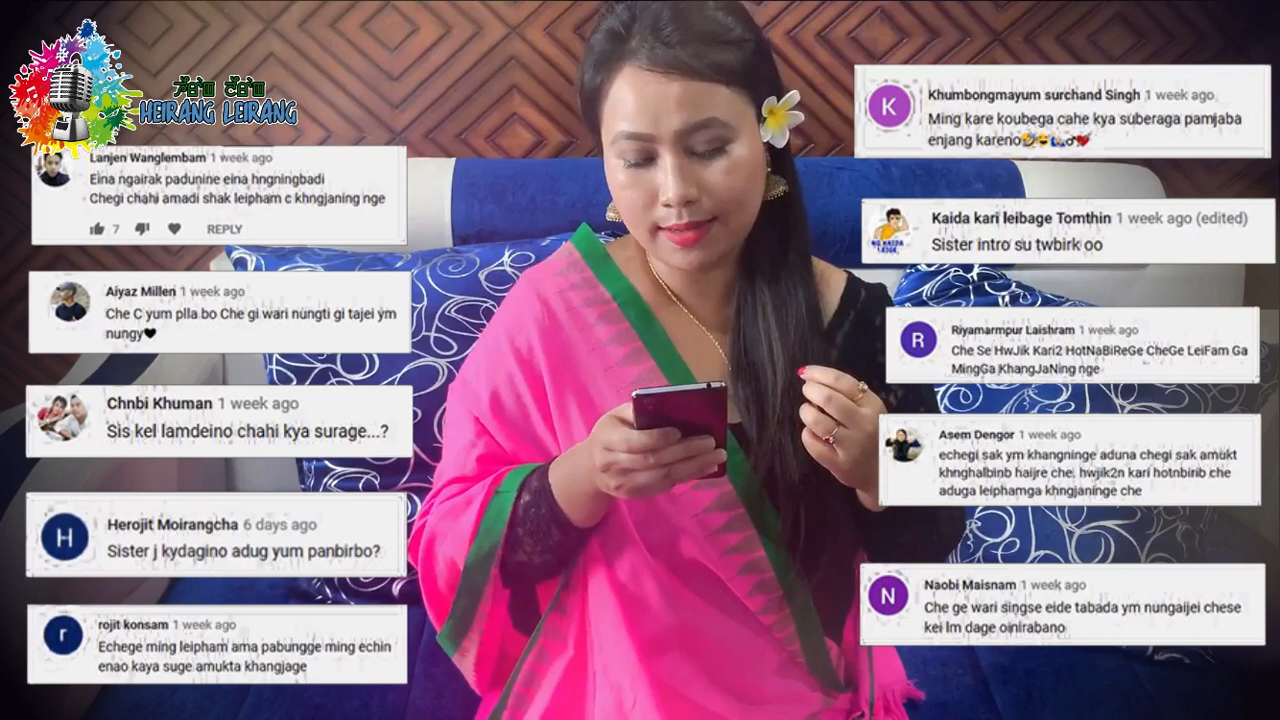 HEIRANG LEIRANG
Lanjen Wanglembam 1 week ago
Eina ngairak padunine eina hngningbadi
Chegi chahi amadi shak leipham c khngjaning nge
7 REPLY
Aiyaz Millen 1 week ago
Che Ç yum plla bo Che gi wari nungti gi tajei ym
nungy🖤
Chnbi Khuman 1 week ago
Sis kel lamdeino chahi kya surage...?
Herojit Moirangcha 6 days ago
H
Sister j kydagino adug yum panbirbo?
rojit konsam 1 week ago
r
Echege ming leipham ama pabungge ming echin
enao kaya suge amukta khangjage
Khumbongmayum surchand Singh 1 week ago
K
Ming kare koubega cahe kya suberaga pamjaba
enjang kareno
Kaida kari leibage Tomthin 1 week ago (edited)
Sister intro su twbirk oo
Riyamarmpur Laishram 1 week ago
R
Che Se HwJik Kari2 HotNaBiReGe CheGe LeiFam Ga
MingGa KhangJaNing nge
Asem Dengor 1 week ago
echegi sak ym khangninge aduna chegi sak amukt
khnghalbinb haijre che. hwjik2n kari hotnbirib che
aduga leiphamga khngjaninge che
Naobi Maisnam 1 week ago
N
Che ge wari singse eide tabada ym nungaijei chese
kei lm dage oinirabano